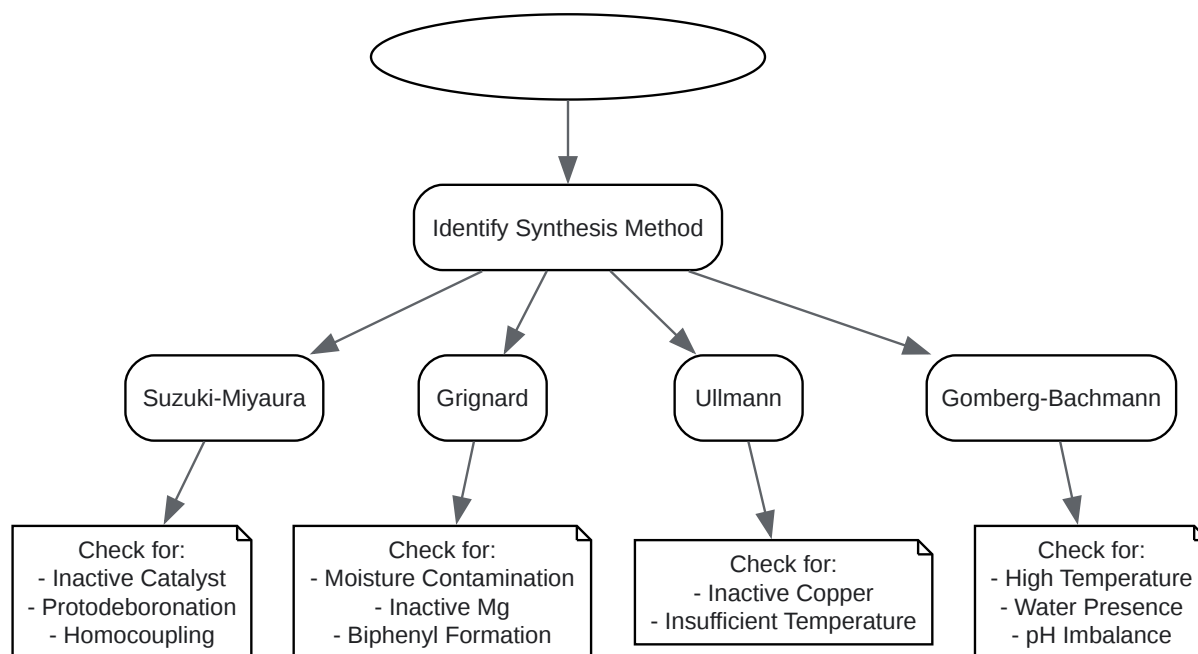 Identify Synthesis Method
Suzuki-Miyaura
Grignard
Ullmann
Gomberg-Bachmann
Check for:
- Inactive Catalyst
- Protodeboronation
- Homocoupling
Check for:
- Moisture Contamination
- Inactive Mg
- Biphenyl Formation
Check for:
- Inactive Copper
- Insufficient Temperature
Check for:
- High Temperature
- Water Presence
- pH Imbalance